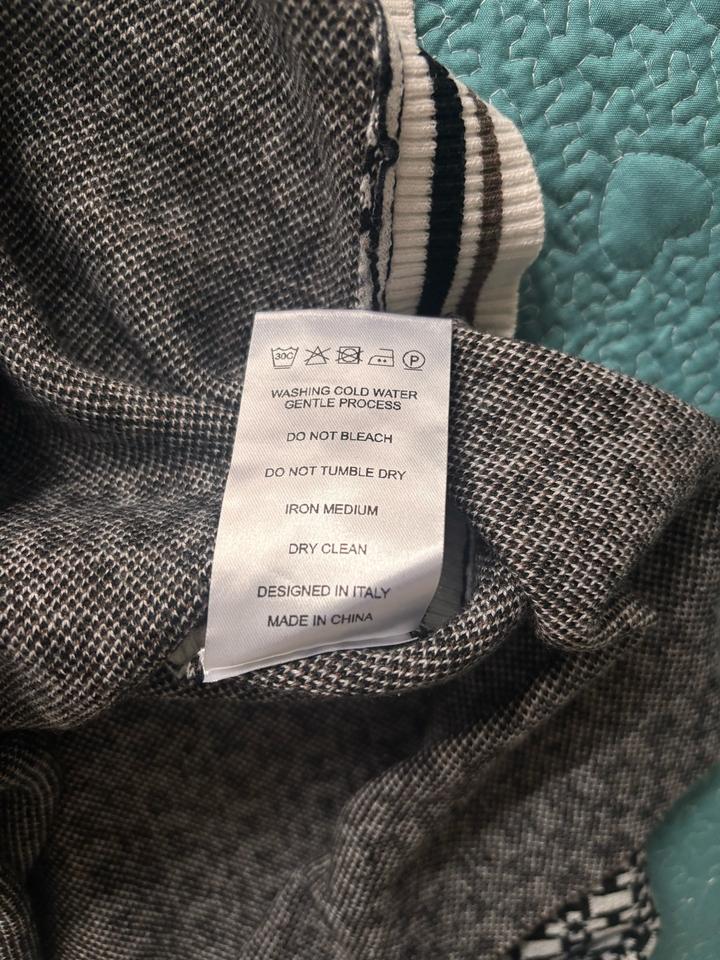 30C P
WASHING COLD WATER
GENTLE PROCESS
DO NOT BLEACH
DO NOT TUMBLE DRY
IRON MEDIUM
DRY CLEAN
DESIGNED IN ITALY
MADE IN CHINA